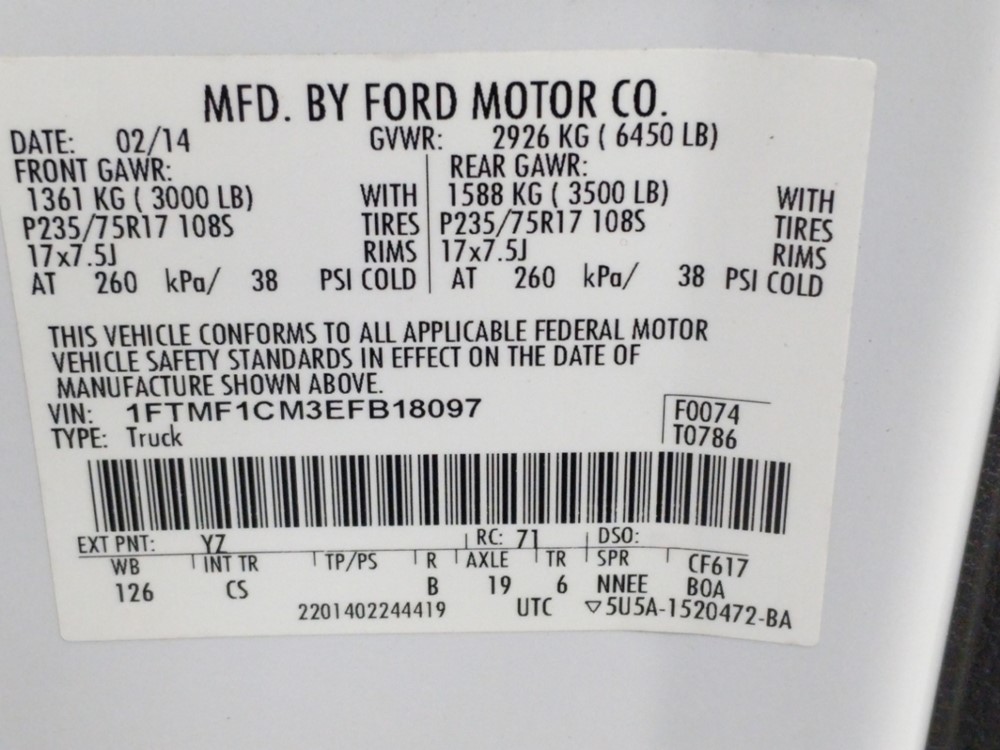 MFD. BY FORD MOTOR CO.
DATE: 02/14 GVWR: 2926 KG ( 6450 LB)
FRONT GAWR: REAR GAWR:
1361 KG ( 3000 LB) WITH 1588 KG ( 3500 LB) WITH
P235/75R17 108S TIRES P235/75R17 108S TIRES
17x7.5J RIMS 17x7.5J RIMS
AT 260 kPa/ 38 PSI COLD AT 260 kPa/ 38 PSI COLD
THIS VEHICLE CONFORMS TO ALL APPLICABLE FEDERAL MOTOR
VEHICLE SAFETY STANDARDS IN EFFECT ON THE DATE OF
MANUFACTURE SHOWN ABOVE.
VIN: 1FTMF1CM3EFB18097 F0074
TYPE: Truck T0786
EXT PNT: YZ RC: 71 DSO:
WB INT TR TP/PS R AXLE TR SPR CF617
126 CS B 19 6 NNEE BOA
2201402244419 UTC ▽5U5A-1520472-BA